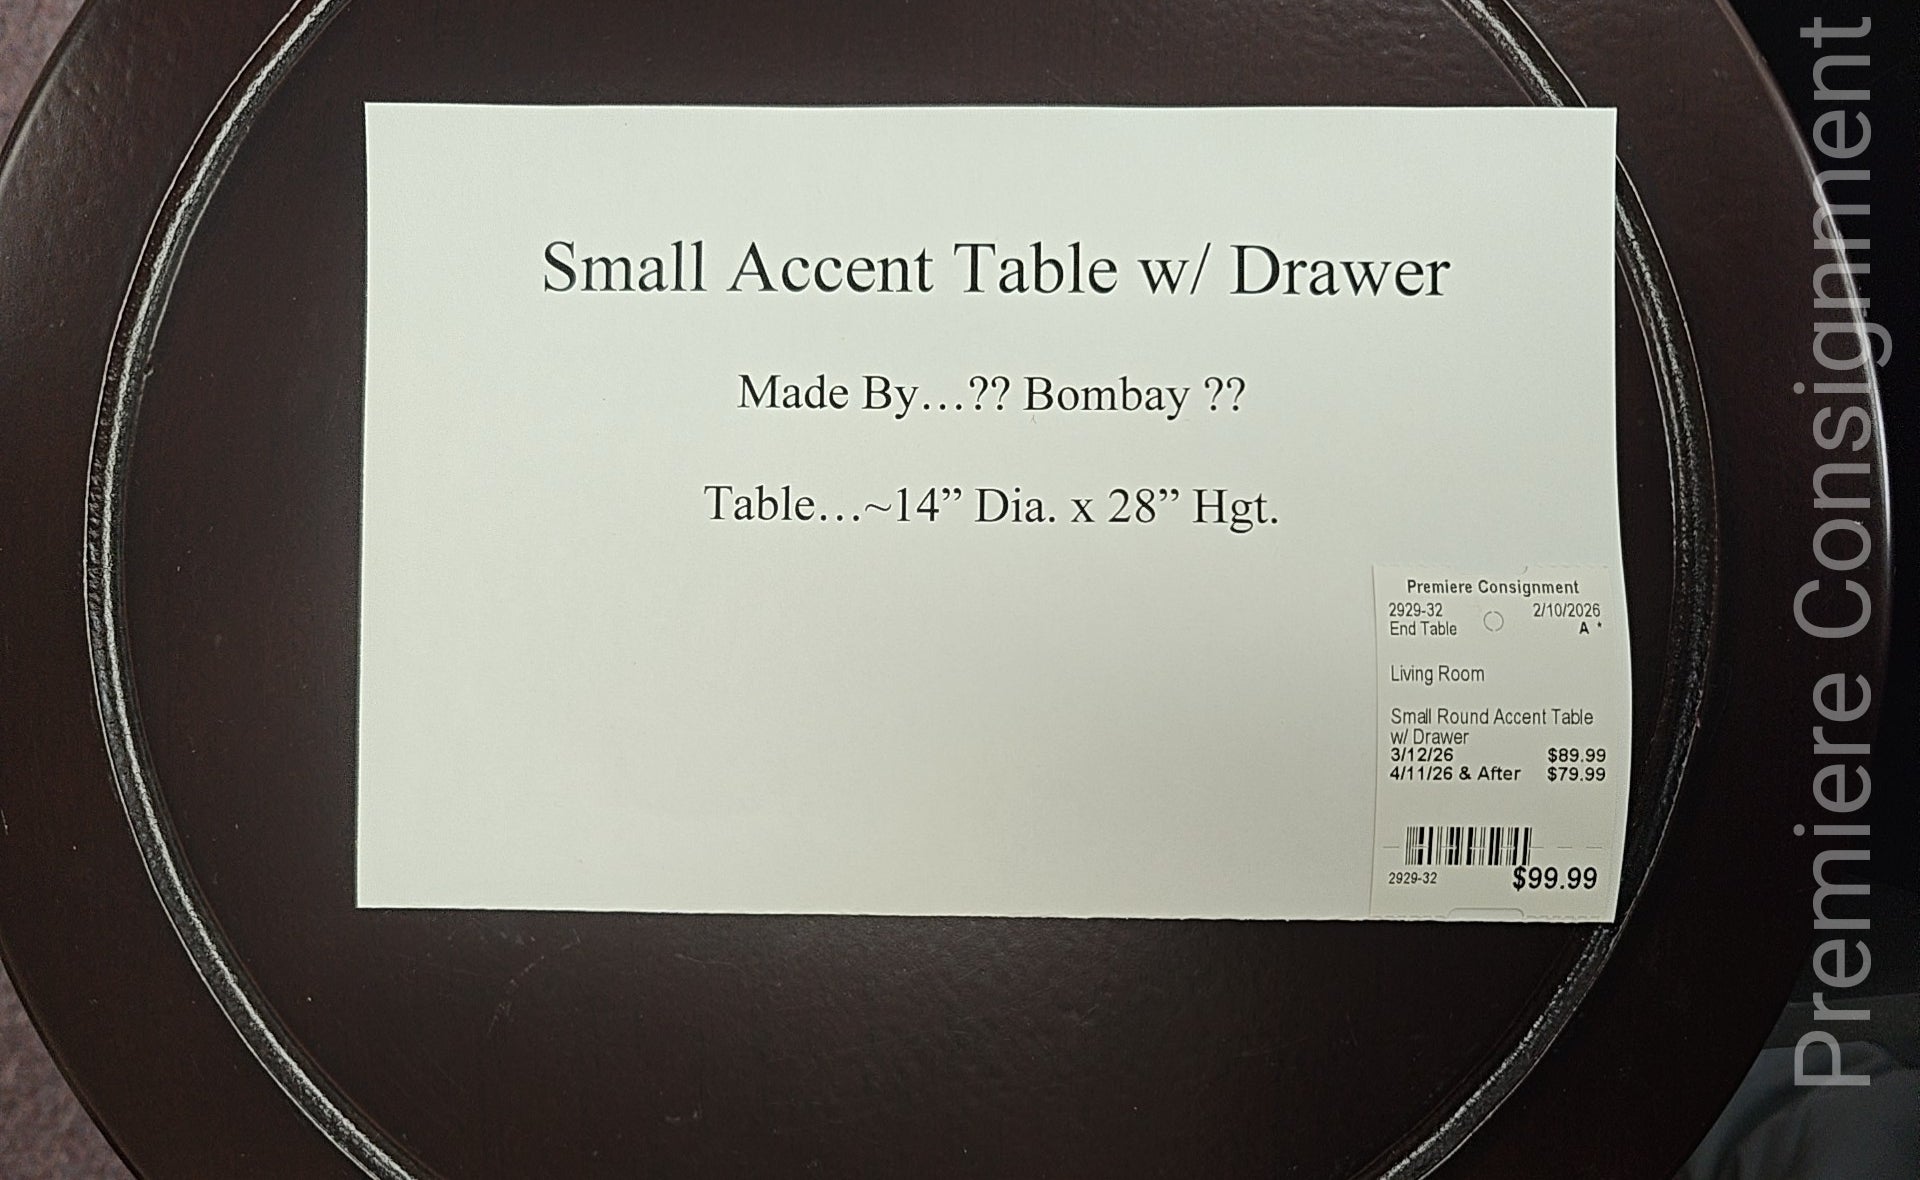 Small Accent Table w/ Drawer
Made By…?? Bombay ??
Table…~14” Dia. x 28” Hgt.
Premiere Consignment
2929-32 2/10/2026
End Table A *
Living Room
Small Round Accent Table
w/ Drawer
3/12/26 $89.99
4/11/26 & After $79.99
2929-32 $99.99
Premiere Consignment